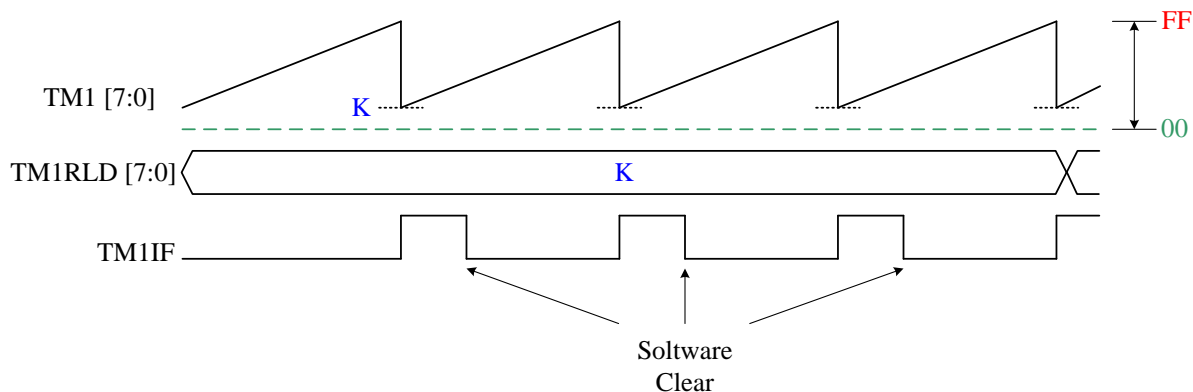 FF
TM1 [7:0]
K
00
TM1RLD [7:0]
K
TM1IF
Soltware
Clear